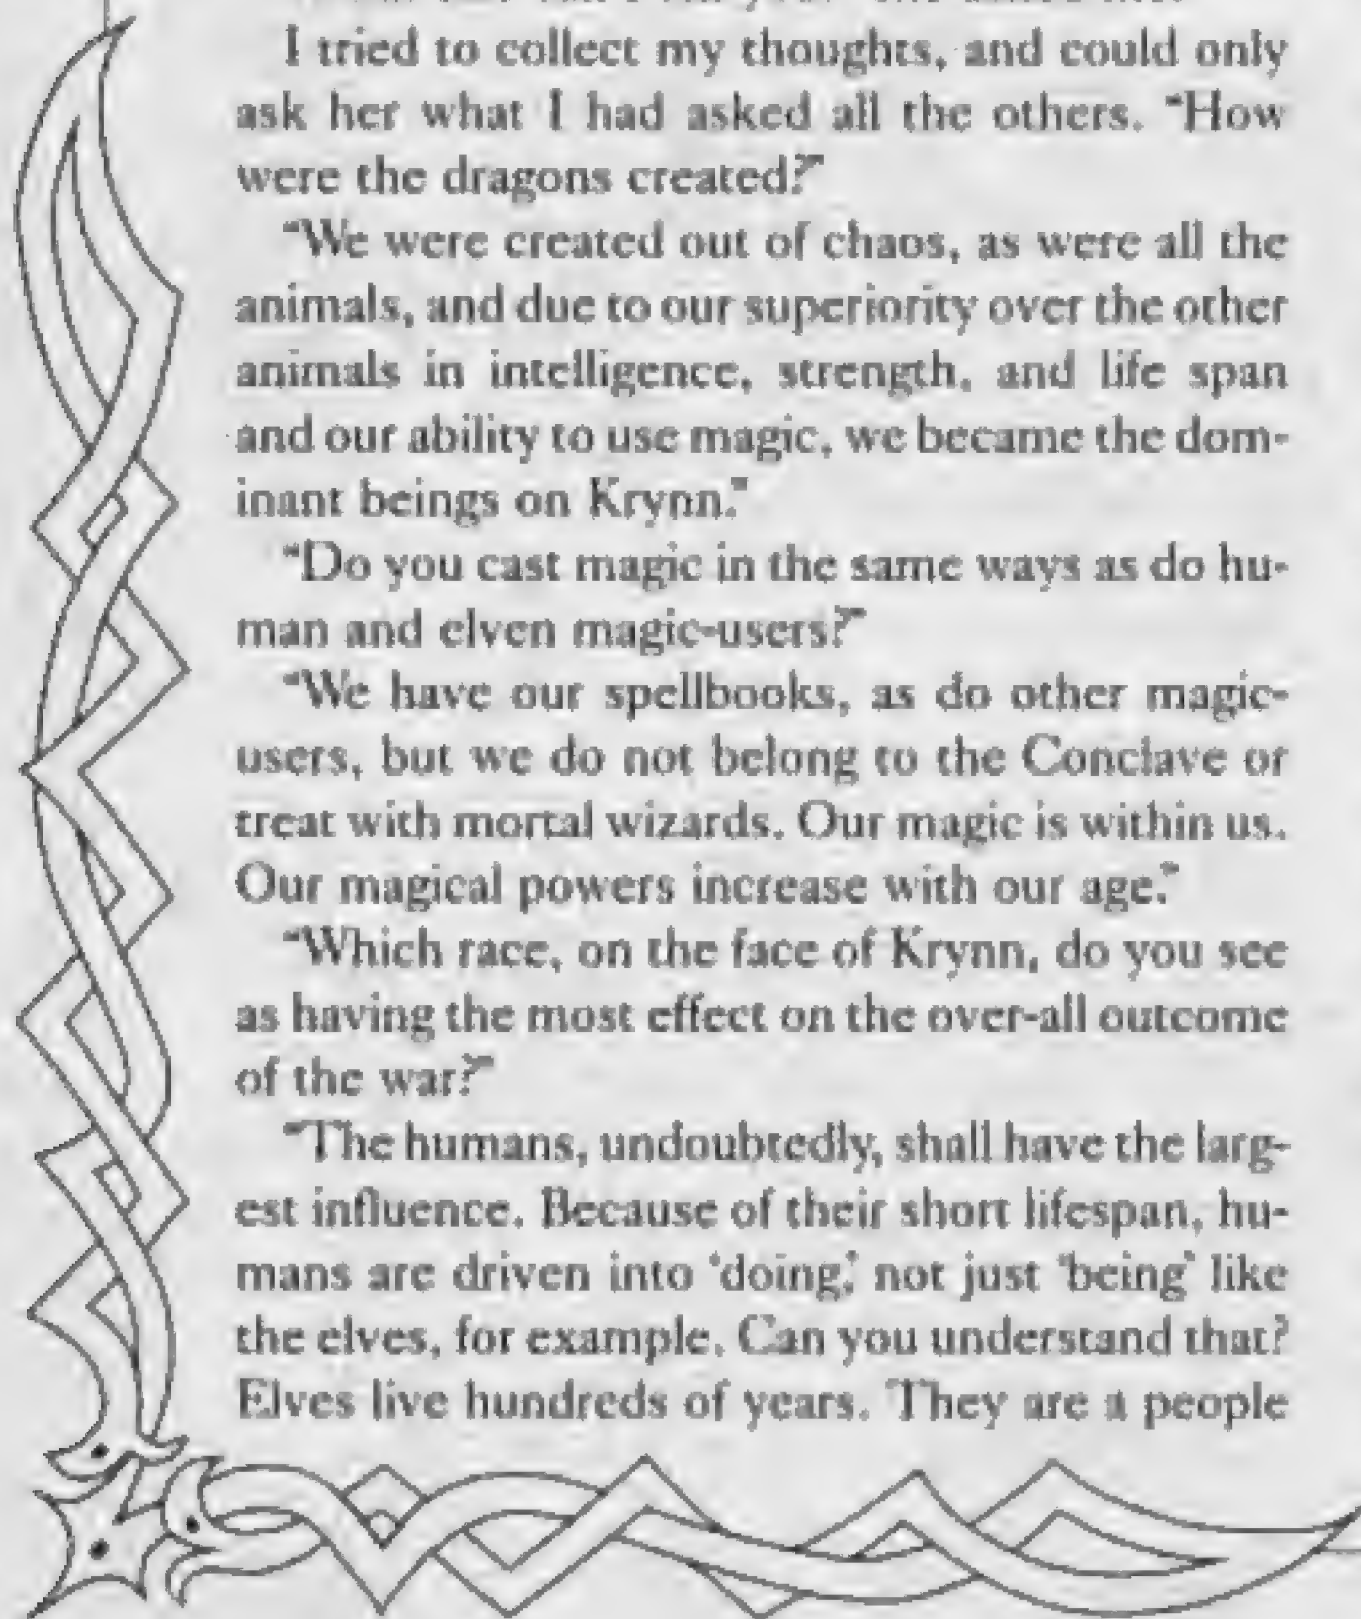 I tried to collect my thoughts, and could only
ask her what I had asked all the others. "How
were the dragons created?"
"We were created out of chaos, as were all the
animals, and due to our superiority over the other
animals in intelligence, strength, and life span
and our ability to use magic, we became the dom-
inant beings on Krynn."
"Do you cast magic in the same ways as do hu-
man and elven magic-users?"
"We have our spellbooks, as do other magic-
users, but we do not belong to the Conclave or
treat with mortal wizards. Our magic is within us.
Our magical powers increase with our age."
"Which race, on the face of Krynn, do you see
as having the most effect on the over-all outcome
of the war?"
"The humans, undoubtedly, shall have the larg-
est influence. Because of their short lifespan, hu-
mans are driven into 'doing,' not just 'being' like
the elves, for example. Can you understand that?
Elves live hundreds of years. They are a people